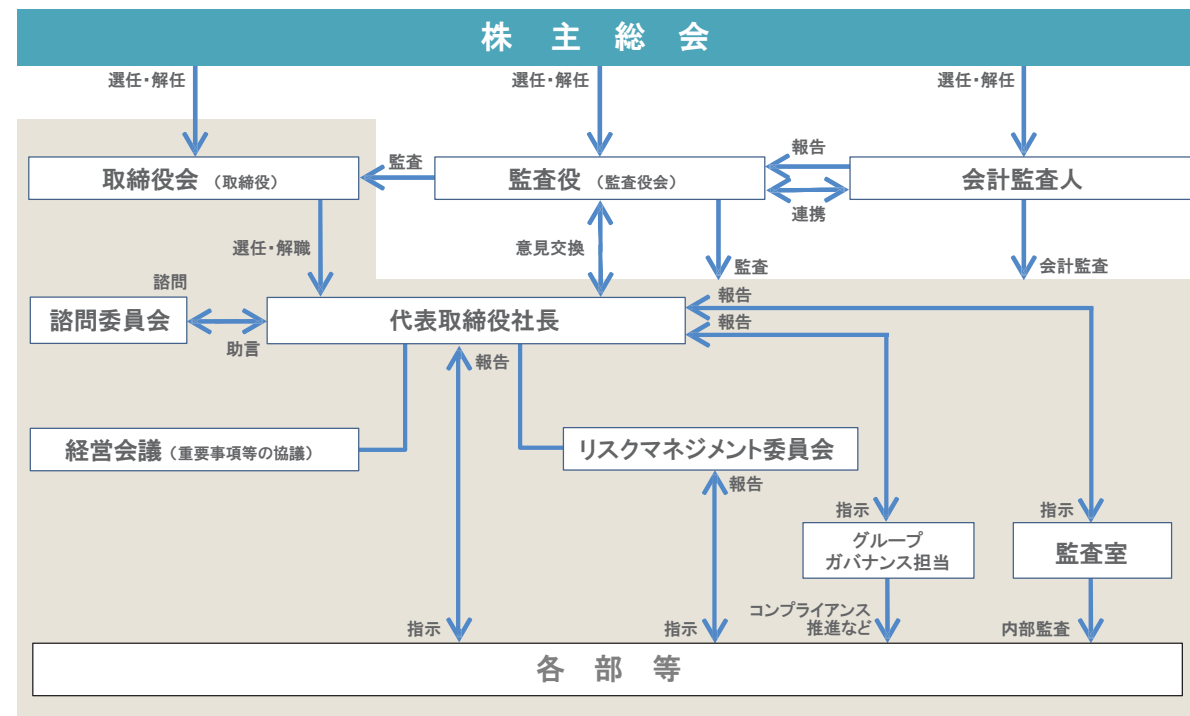 株主総会
選任・解任
選任・解任
選任・解任
報告
監査
取締役会（取締役）
監査役（監査役会）
会計監査人
連携
選任・解職
意見交換
監査
会計監査
諮問
報告
諮問委員会
代表取締役社長
報告
助言
報告
経営会議（重要事項等の協議）
リスクマネジメント委員会
報告
指示
指示
グループ
ガバナンス担当
監査室
コンプライアンス
推進など
指示
指示
内部監査
各部等